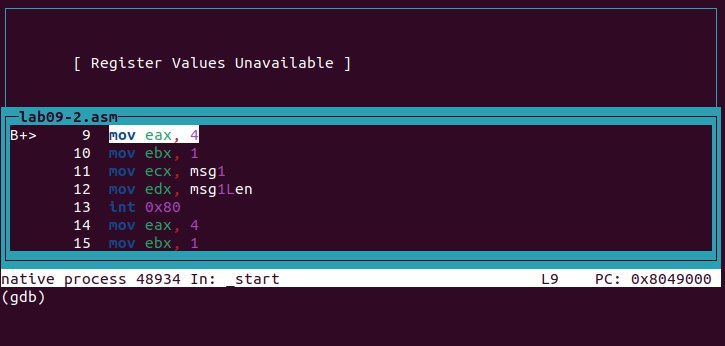 [ Register Values Unavailable ]
lab09-2.asm
B+> 9 mov eax, 4
10 mov ebx, 1
11 mov ecx, msg1
12 mov edx, msg1Len
13 int 0x80
14 mov eax, 4
15 mov ebx, 1
native process 48934 In: _start L9 PC: 0x8049000
(gdb)